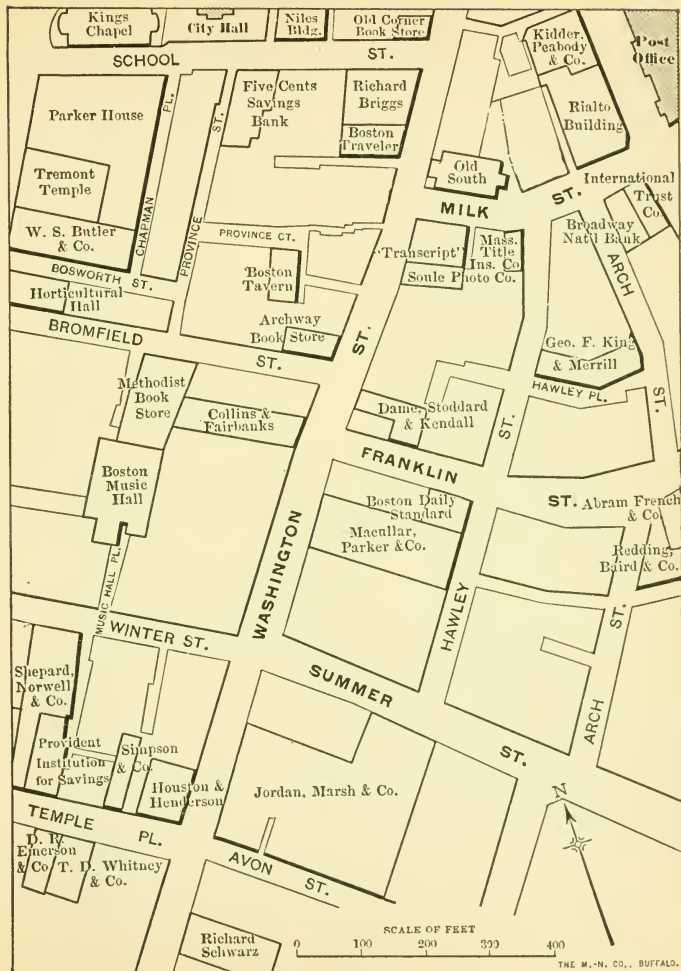 Kings
Chapel
City Hall
Niles
Bldg.
Old Corner
Book Store
Kidder,
Peabody
& Co.
Post
Office
SCHOOL
ST.
Parker House
PL.
ST.
Five Cents
Savings
Bank
Richard
Briggs
Boston
Traveler
Rialto
Building
Tremont
Temple
Old
South
International
Trust
Co.
MILK
ST.
W. S. Butler
& Co.
CHAPMAN
PROVINCE
PROVINCE CT.
"Transcript"
Mass.
Title
Ins. Co
Soule Photo Co.
Broadway
Nat'l Bank
ARCH
BOSWORTH ST.
Boston
Tavern
Horticultural
Hall
Archway
Book Store
BROMFIELD
ST.
ST.
Geo. F. King
& Merrill
HAWLEY PL.
ST.
Methodist
Book
Store
Collins &
Fairbanks
Dame, Stoddard
& Kendall
ST.
FRANKLIN
ST.
Boston
Music
Hall
Boston Daily
Standard
Abram French
& Co.
Macullar,
Parker &Co.
Redding,
Baird & Co.
MUSIC HALL PL.
WASHINGTON
HAWLEY
ST.
WINTER ST.
SUMMER
ST.
ARCH
Shepard,
Norwell
& Co.
Provident
Institution
for Savings
Simpson
& Co.
Houston &
Henderson
Jordan, Marsh & Co.
N
TEMPLE
PL.
D. R.
Emerson
& Co
T. D. Whitney
& Co.
AVON
ST.
Richard
Schwarz
SCALE OF FEET
0 100 200 300 400
THE M.-N. CO., BUFFALO.